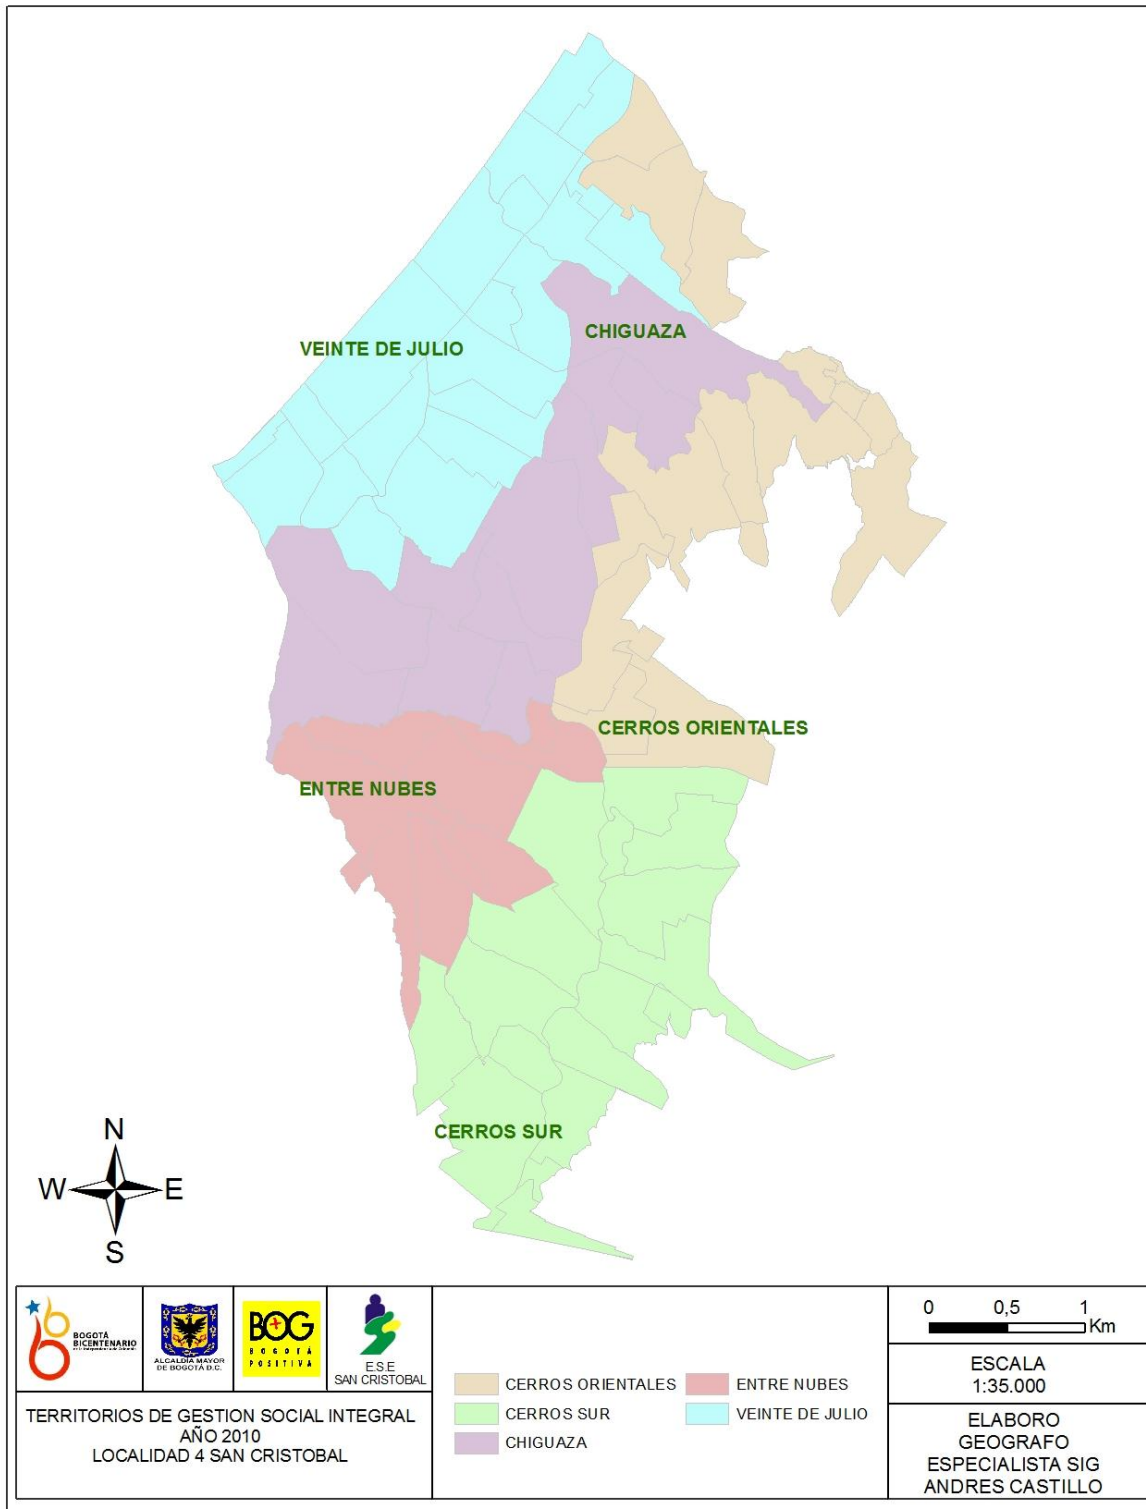 CHIGUAZA
VEINTE DE JULIO
CERROS ORIENTALES
ENTRE NUBES
CERROS SUR
N
W E
S
BOGOTÁ
BICENTENARIO
ALCALDIA MAYOR
DE BOGOTÁ D.C.
BOG
BOGOTÁ
POSITIVA
E.S.E
SAN CRISTOBAL
TERRITORIOS DE GESTION SOCIAL INTEGRAL
AÑO 2010
LOCALIDAD 4 SAN CRISTOBAL
CERROS ORIENTALES
CERROS SUR
CHIGUAZA
ENTRE NUBES
VEINTE DE JULIO
0 0,5 1
Km
ESCALA
1:35.000
ELABORO
GEOGRAFO
ESPECIALISTA SIG
ANDRES CASTILLO